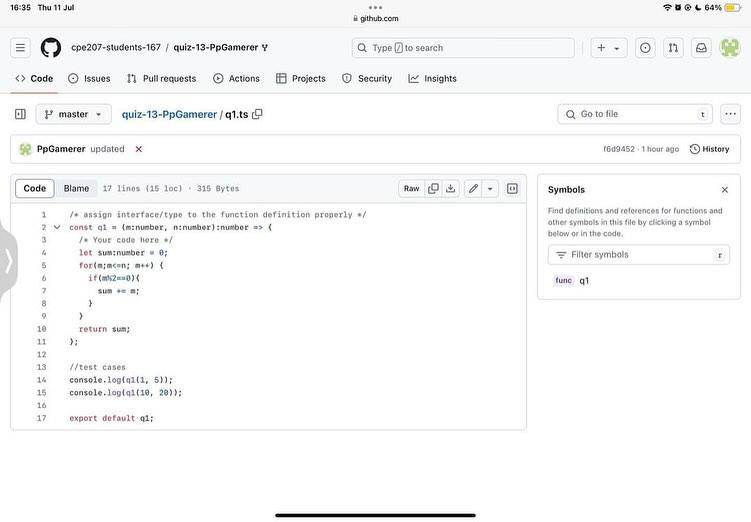 16:35 Thu 11 Jul
64%
github.com
cpe207-students-167 / quiz-13-PpGamerer
Type / to search
Code
Issues
Pull requests
Actions
Projects
Security
Insights
master
quiz-13-PpGamerer / q1.ts
Go to file t
PpGamerer updated
f6d9452 · 1 hour ago
History
Code Blame 17 lines (15 loc) · 315 Bytes
Raw
1 /* assign interface/type to the function definition properly */
2 const q1 = (m:number, n:number):number => {
3 /* Your code here */
4 let sum:number = 0;
5 for(m;m<=n; m++) {
6 if(m%2==0){
7 sum += m;
8 }
9 }
10 return sum;
11 };
12
13 //test cases
14 console.log(q1(1, 5));
15 console.log(q1(10, 20));
16
17 export default q1;
Symbols
Find definitions and references for functions and
other symbols in this file by clicking a symbol
below or in the code.
Filter symbols r
func q1